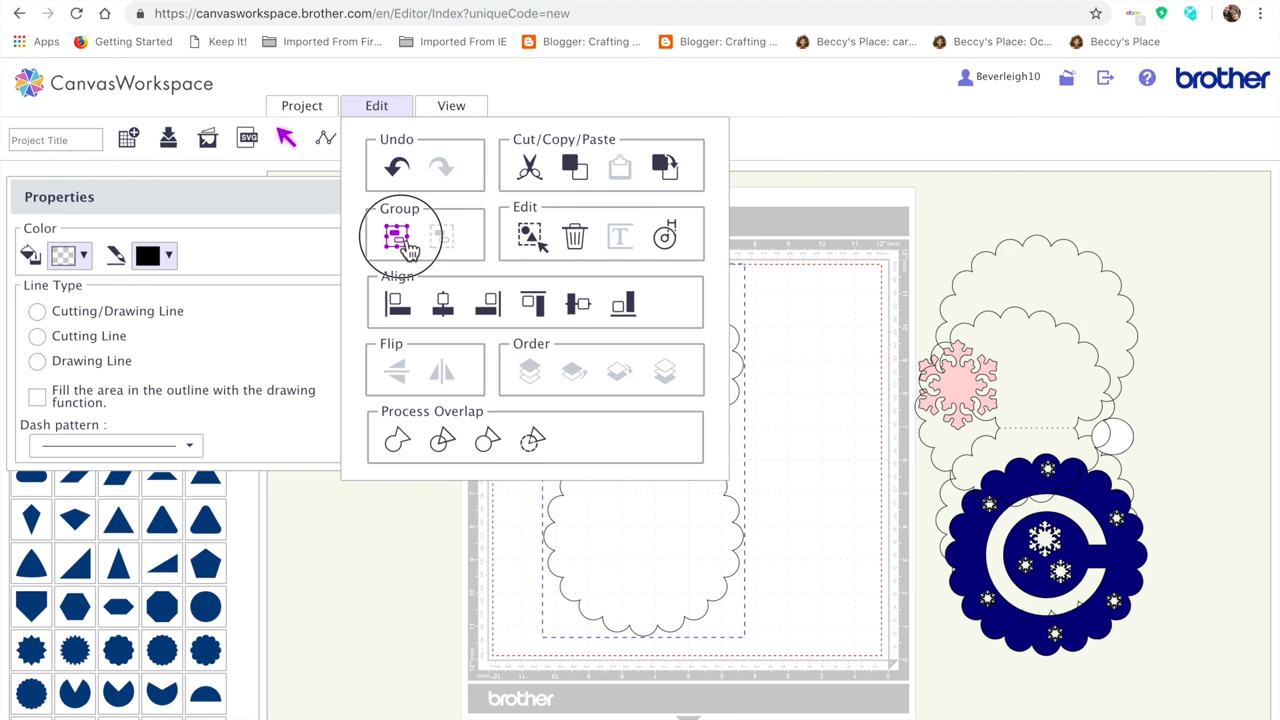 https://canvasworkspace.brother.com/en/Editor/Index?uniqueCode=new
ebay
Apps
Getting Started
Keep It!
Imported From Fir...
Imported From IE
Blogger: Crafting ...
Blogger: Crafting ...
Beccy's Place: car...
Beccy's Place: Oc...
Beccy's Place
CanvasWorkspace
Beverleigh10
brother
Project
Edit
View
Project Title
SVG
Undo
Cut/Copy/Paste
Properties
Group
Edit
Color
Align
Line Type
Cutting/Drawing Line
Cutting Line
Drawing Line
Flip
Order
Fill the area in the outline with the drawing
function.
Process Overlap
Dash pattern :
brother